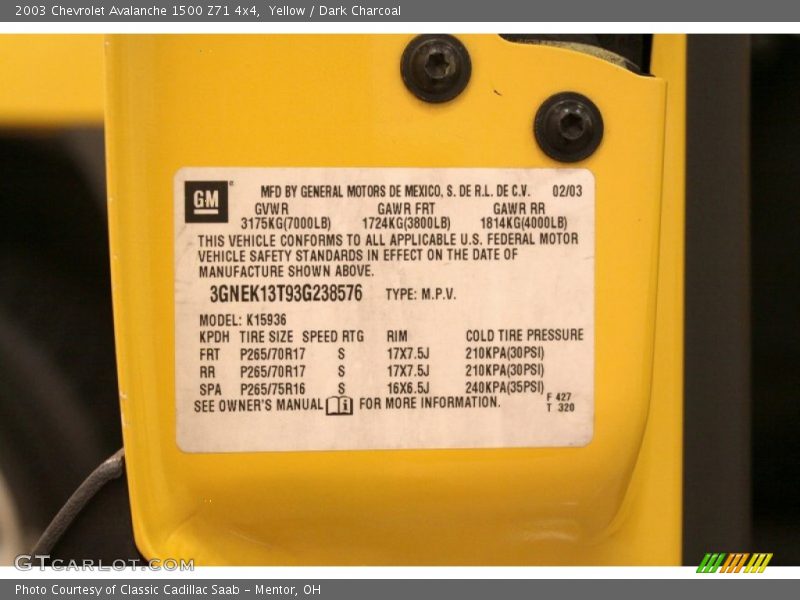 2003 Chevrolet Avalanche 1500 Z71 4x4, Yellow / Dark Charcoal
GM
MFD BY GENERAL MOTORS DE MEXICO, S. DE R.L. DE C.V. 02/03
GVWR GAWR FRT GAWR RR
3175KG(7000LB) 1724KG(3800LB) 1814KG(4000LB)
THIS VEHICLE CONFORMS TO ALL APPLICABLE U.S. FEDERAL MOTOR
VEHICLE SAFETY STANDARDS IN EFFECT ON THE DATE OF
MANUFACTURE SHOWN ABOVE.
3GNEK13T93G238576 TYPE: M.P.V.
MODEL: K15936
KPDH TIRE SIZE SPEED RTG RIM COLD TIRE PRESSURE
FRT P265/70R17 S 17X7.5J 210KPA(30PSI)
RR P265/70R17 S 17X7.5J 210KPA(30PSI)
SPA P265/75R16 S 16X6.5J 240KPA(35PSI)
SEE OWNER'S MANUAL i FOR MORE INFORMATION.
F 427
T 320
GTcarlot.com
Photo Courtesy of Classic Cadillac Saab - Mentor, OH